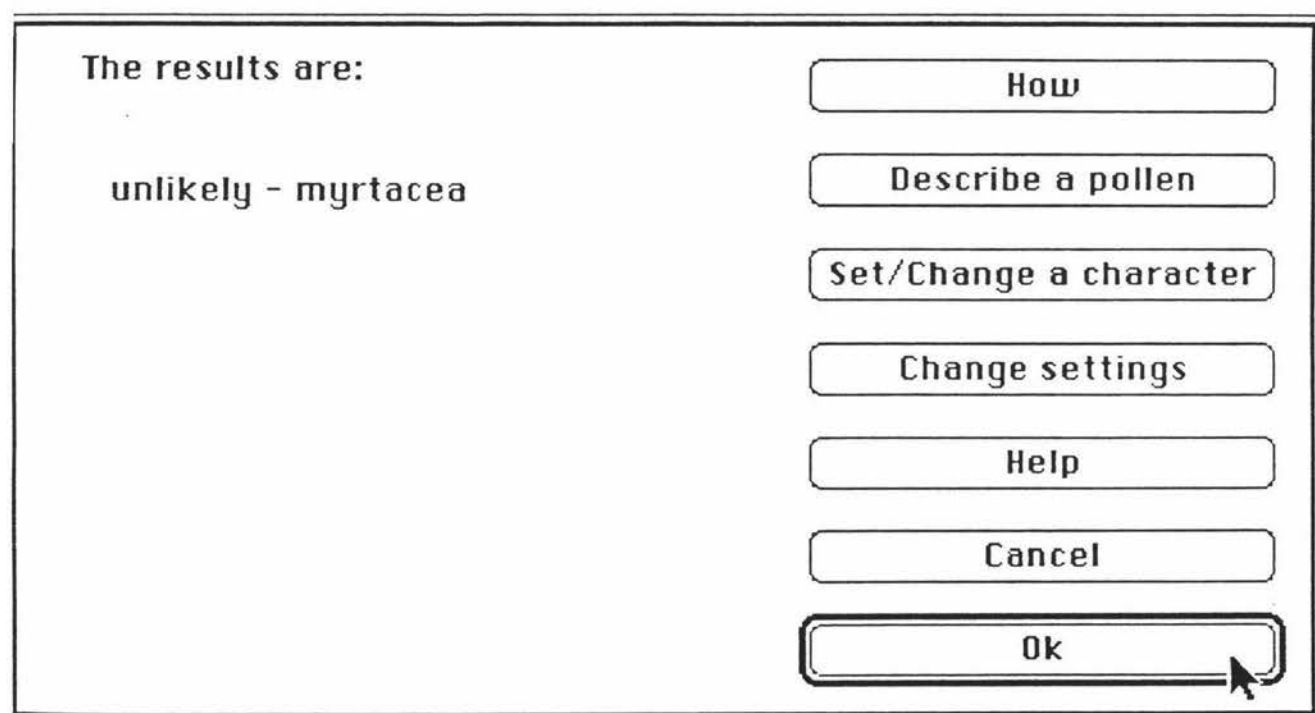 The results are:
unlikely - myrtacea
How
Describe a pollen
Set/Change a character
Change settings
Help
Cancel
Ok